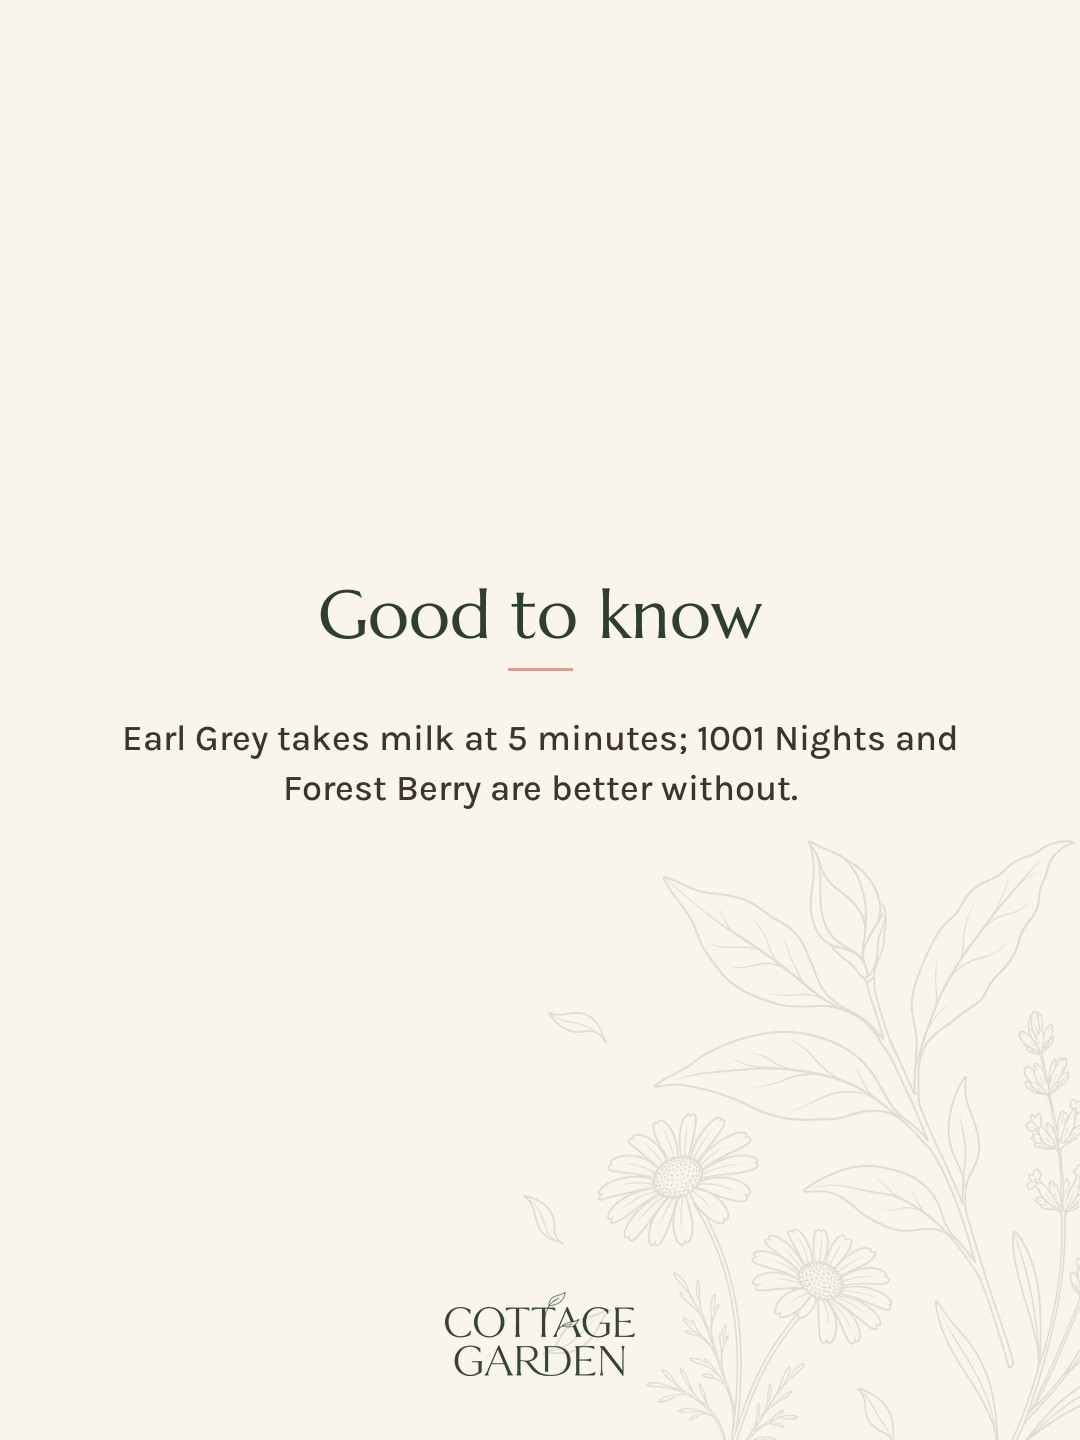 Good to know
Earl Grey takes milk at 5 minutes; 1001 Nights and
Forest Berry are better without.
COTTAGE
GARDEN